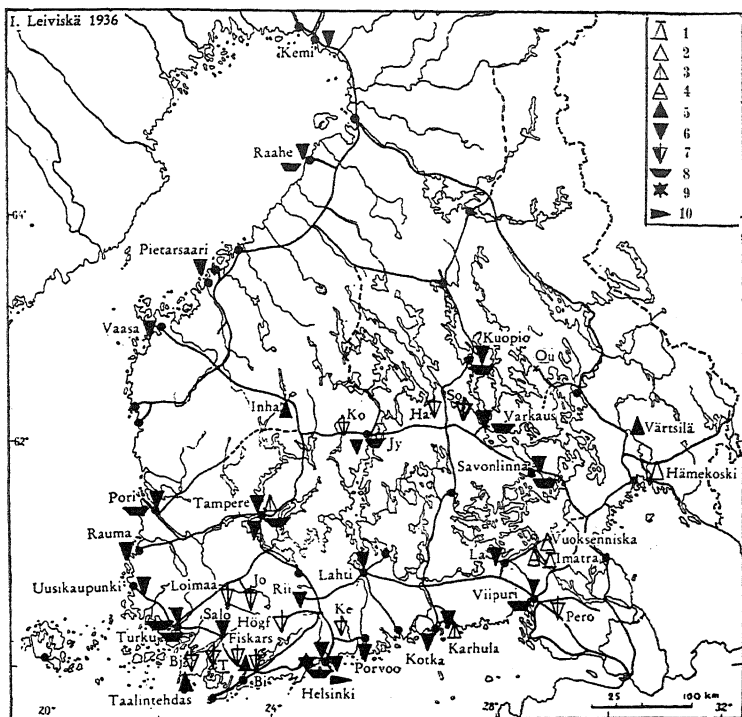 I. Leiviskä 1936
1
2
3
4
5
6
7
8
9
10
Kemi
Raahe
64
Pietarsaari
Vaasa
Kuopio
Ou
Inha
Ko
Ha
So
Varkaus
Värtsilä
62
Jy
Savonlinna
Hämekoski
Pori
Tampere
Rauma
La
Vuoksenniska
Imatra
Uusikaupunki
Loimaa
Jo
Rii
Lahti
Viipuri
Salo
Högf
Ke
Pero
Turku
Fiskars
Karhula
Kotka
Bj
T
Porvoo
Bi
Taalintehdas
Helsinki
20°
24
28
25
100 km
32°